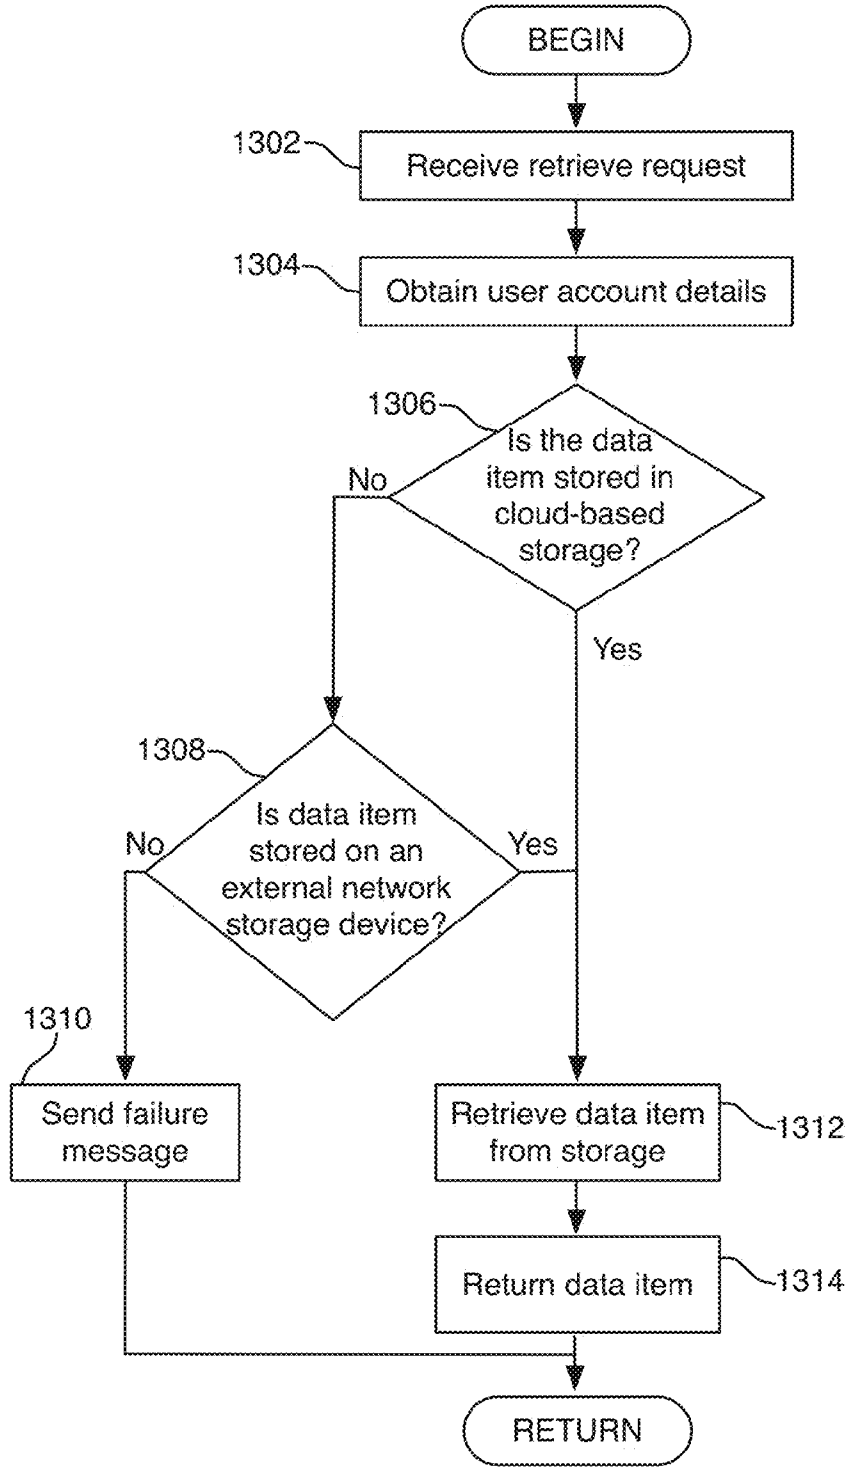 BEGIN
1302
Receive retrieve request
1304
Obtain user account details
1306
Is the data
item stored in
cloud-based
storage?
No
Yes
1308
Is data item
stored on an
external network
storage device?
No
Yes
1310
Send failure
message
Retrieve data item
from storage
1312
Return data item
1314
RETURN